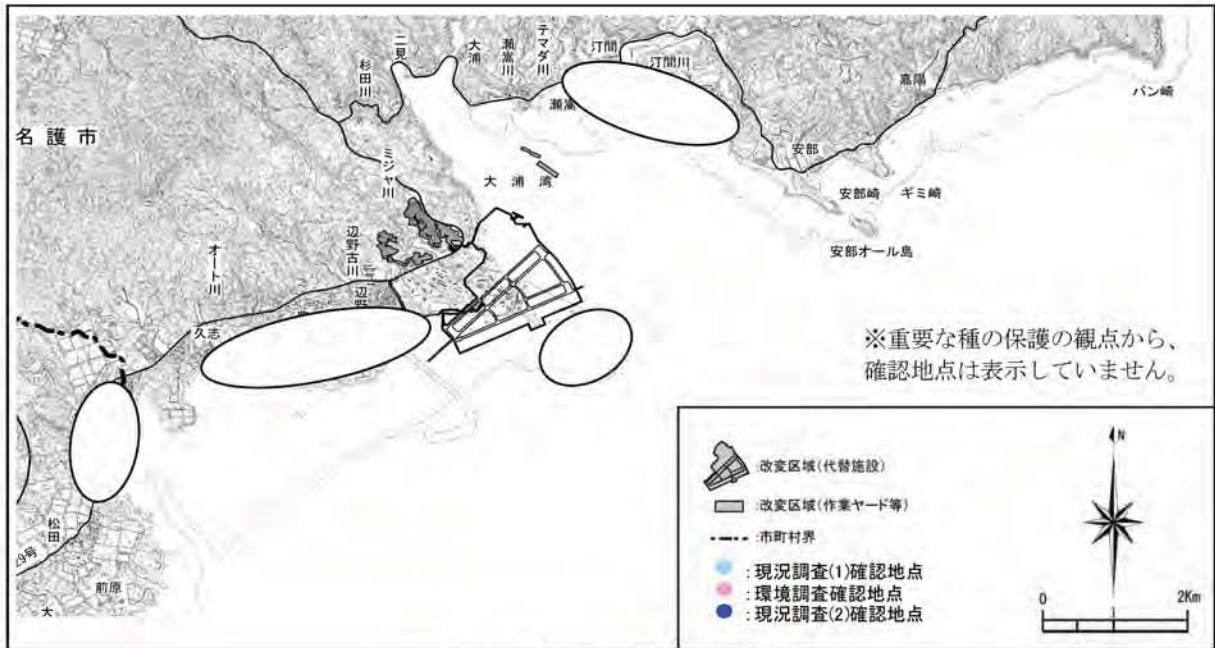 二見
大浦
瀬嵩川
テマダ川
汀間
汀間川
嘉陽
バン崎
杉田川
瀬嵩
名護市
ミジャ川
大浦湾
安部
安部崎
ギミ崎
安部オール島
辺野古川
オート川
久志
※重要な種の保護の観点から、
確認地点は表示していません。
:改変区域(代替施設)
:改変区域(作業ヤード等)
:市町村界
:現況調査(1)確認地点
:環境調査確認地点
:現況調査(2)確認地点
N
0 2Km
松田
29号
前原
大